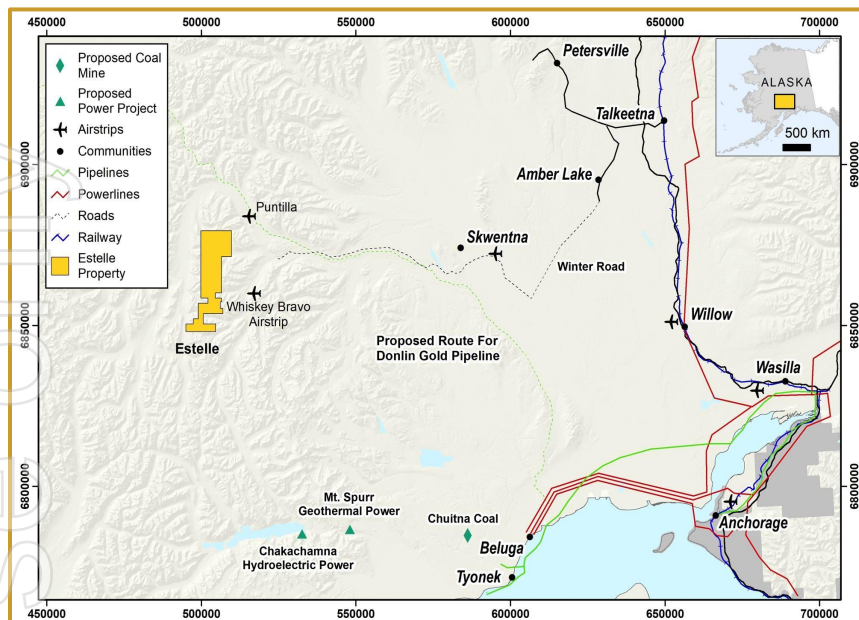 450000
500000
550000
600000
650000
700000
Proposed Coal
Mine
Proposed
Power Project
Airstrips
Communities
Pipelines
Powerlines
Roads
Railway
Estelle
Property
ALASKA
500 km
Petersville
Talkeetna
Amber Lake
6900000
6900000
Puntilla
Skwentna
Winter Road
Whiskey Bravo
Airstrip
Estelle
6850000
6850000
Willow
Proposed Route For
Donlin Gold Pipeline
Wasilla
6800000
6800000
Mt. Spurr
Geothermal Power
Chuitna Coal
Chakachamna
Hydroelectric Power
Anchorage
Beluga
Tyonek
450000
500000
550000
600000
650000
700000